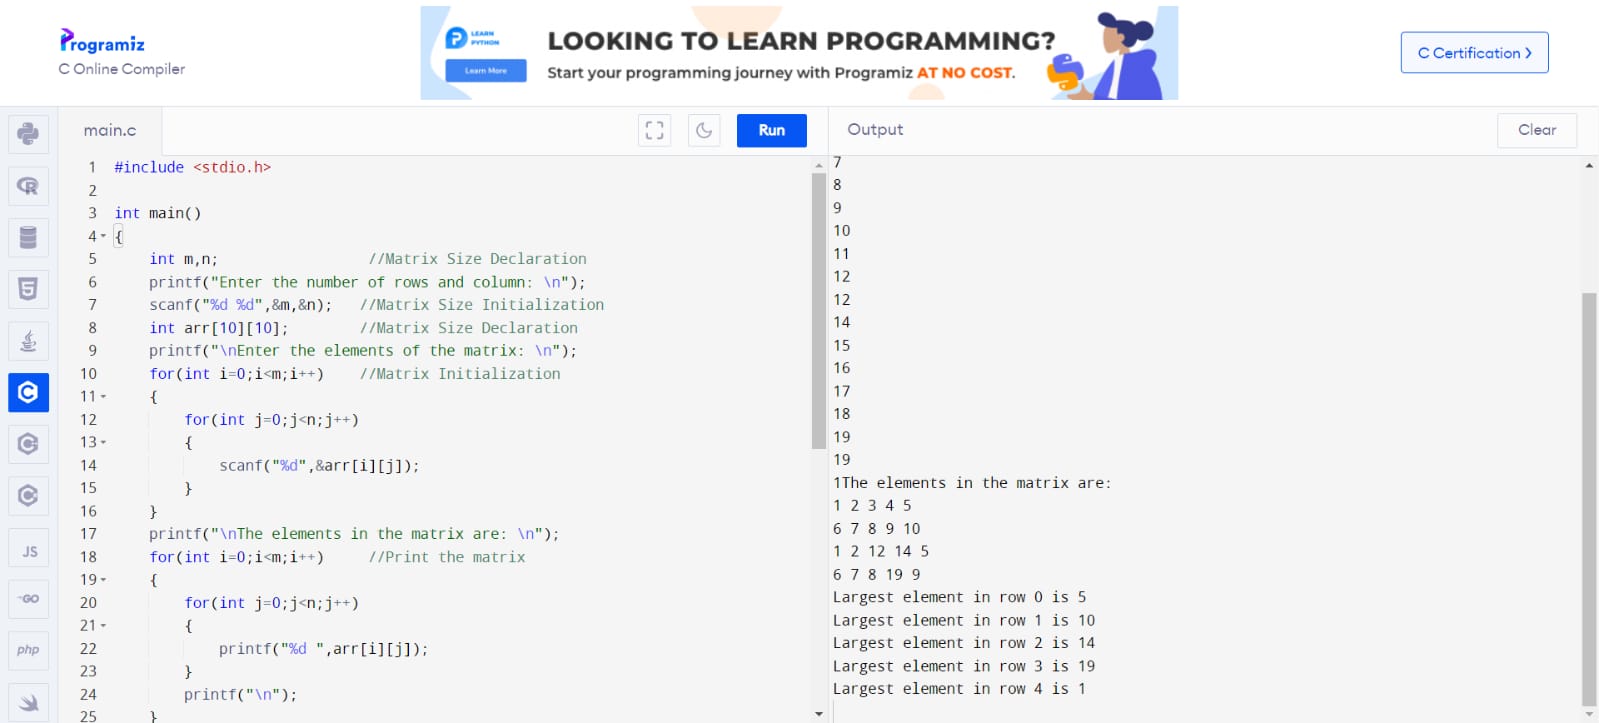 Programiz
C Online Compiler
LEARN
PYTHON
Learn More
LOOKING TO LEARN PROGRAMMING?
Start your programming journey with Programiz AT NO COST.
C Certification >
main.c
Run
Output
Clear
R
5
C
C
C
JS
GO
php
1 #include <stdio.h>
2
3 int main()
4 {
5     int m,n;                 //Matrix Size Declaration
6     printf("Enter the number of rows and column: \n");
7     scanf("%d %d",&m,&n);   //Matrix Size Initialization
8     int arr[10][10];        //Matrix Size Declaration
9     printf("\nEnter the elements of the matrix: \n");
10     for(int i=0;i<m;i++)    //Matrix Initialization
11     {
12         for(int j=0;j<n;j++)
13         {
14             scanf("%d",&arr[i][j]);
15         }
16     }
17     printf("\nThe elements in the matrix are: \n");
18     for(int i=0;i<m;i++)     //Print the matrix
19     {
20         for(int j=0;j<n;j++)
21         {
22             printf("%d ",arr[i][j]);
23         }
24         printf("\n");
25     }
7
8
9
10
11
12
12
14
15
16
17
18
19
19
1The elements in the matrix are:
1 2 3 4 5
6 7 8 9 10
1 2 12 14 5
6 7 8 19 9
Largest element in row 0 is 5
Largest element in row 1 is 10
Largest element in row 2 is 14
Largest element in row 3 is 19
Largest element in row 4 is 1